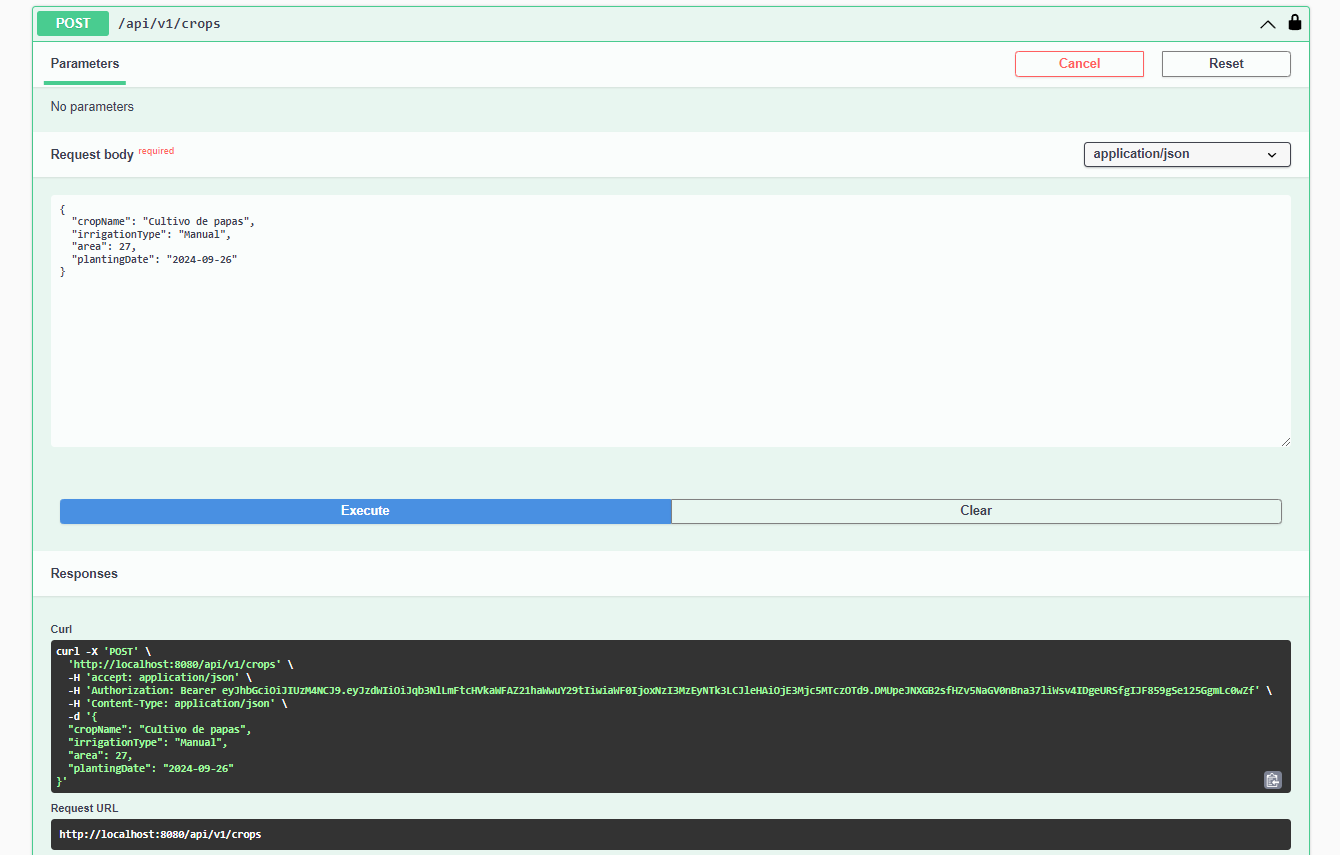 POST /api/v1/crops
Parameters
Cancel
Reset
No parameters
Request body required
application/json
{
"cropName": "Cultivo de papas",
"irrigationType": "Manual",
"area": 27,
"plantingDate": "2024-09-26"
}
Execute
Clear
Responses
Curl
curl -X 'POST' \
'http://localhost:8080/api/v1/crops' \
-H 'accept: application/json' \
-H 'Authorization: Bearer eyJhbGciOiJIUzM4NCJ9.eyJzdWIiOiJqb3NlLmFtcHVkaWFAZ21haWwuY29tIiwiaWF0IjoxNzI3MzEyNTk3LCJleHAiOjE3Mjc5MTczOTd9.DMUpeJNXGB2sfHZv5NaGV0nBna37liWsv4IDgeURSfgIJF859gSe125GgmLc0wZf' \
-H 'Content-Type: application/json' \
-d '{
"cropName": "Cultivo de papas",
"irrigationType": "Manual",
"area": 27,
"plantingDate": "2024-09-26"
}'
Request URL
http://localhost:8080/api/v1/crops